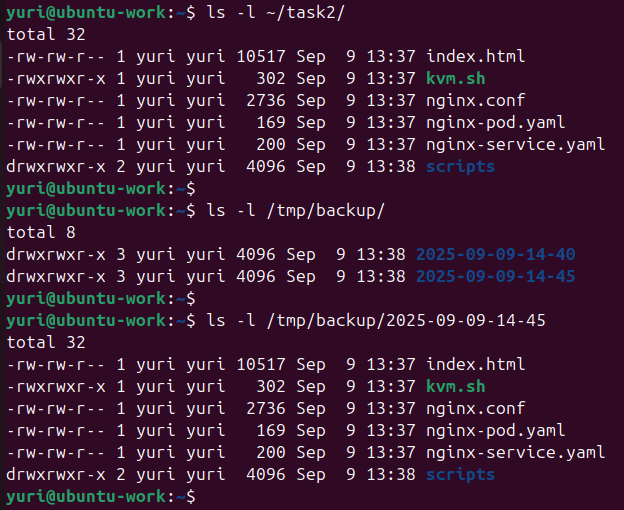 yuri@ubuntu-work:~$ ls -l ~/task2/
total 32
-rw-rw-r-- 1 yuri yuri 10517 Sep  9 13:37 index.html
-rwxrwxr-x 1 yuri yuri   302 Sep  9 13:37 kvm.sh
-rw-rw-r-- 1 yuri yuri  2736 Sep  9 13:37 nginx.conf
-rw-rw-r-- 1 yuri yuri   169 Sep  9 13:37 nginx-pod.yaml
-rw-rw-r-- 1 yuri yuri   200 Sep  9 13:37 nginx-service.yaml
drwxrwxr-x 2 yuri yuri  4096 Sep  9 13:38 scripts
yuri@ubuntu-work:~$
yuri@ubuntu-work:~$ ls -l /tmp/backup/
total 8
drwxrwxr-x 3 yuri yuri 4096 Sep  9 13:38 2025-09-09-14-40
drwxrwxr-x 3 yuri yuri 4096 Sep  9 13:38 2025-09-09-14-45
yuri@ubuntu-work:~$
yuri@ubuntu-work:~$ ls -l /tmp/backup/2025-09-09-14-45
total 32
-rw-rw-r-- 1 yuri yuri 10517 Sep  9 13:37 index.html
-rwxrwxr-x 1 yuri yuri   302 Sep  9 13:37 kvm.sh
-rw-rw-r-- 1 yuri yuri  2736 Sep  9 13:37 nginx.conf
-rw-rw-r-- 1 yuri yuri   169 Sep  9 13:37 nginx-pod.yaml
-rw-rw-r-- 1 yuri yuri   200 Sep  9 13:37 nginx-service.yaml
drwxrwxr-x 2 yuri yuri  4096 Sep  9 13:38 scripts
yuri@ubuntu-work:~$